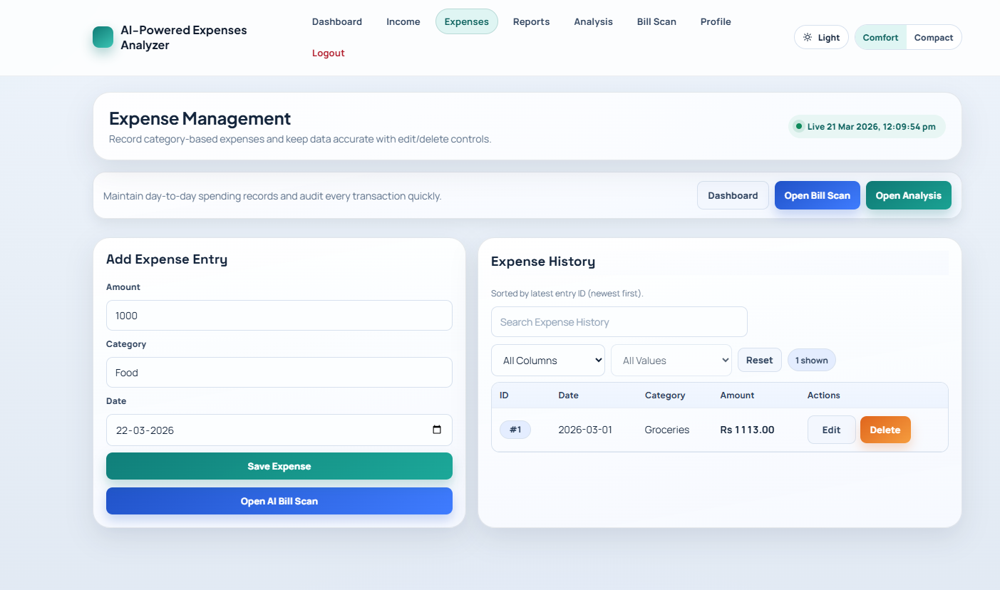 AI-Powered Expenses
Analyzer
Dashboard Income Expenses Reports Analysis Bill Scan Profile
Logout
Light
Comfort Compact
Expense Management
Record category-based expenses and keep data accurate with edit/delete controls.
Live 21 Mar 2026, 12:09:54 pm
Maintain day-to-day spending records and audit every transaction quickly.
Dashboard Open Bill Scan Open Analysis
Add Expense Entry
Amount
1000
Category
Food
Date
22-03-2026
Save Expense
Open AI Bill Scan
Expense History
Sorted by latest entry ID (newest first).
Search Expense History
All Columns All Values Reset 1 shown
ID Date Category Amount Actions
#1 2026-03-01 Groceries Rs 1113.00 Edit Delete